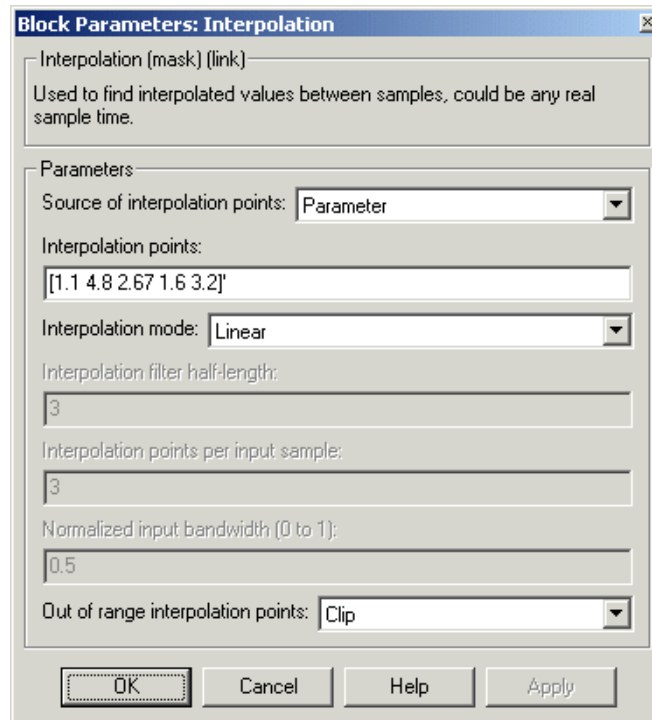 Block Parameters: Interpolation
Interpolation (mask) (link)
Used to find interpolated values between samples, could be any real
sample time.
Parameters
Source of interpolation points: Parameter
Interpolation points:
[1.1 4.8 2.67 1.6 3.2]'
Interpolation mode: Linear
Interpolation filter half-length:
3
Interpolation points per input sample:
3
Normalized input bandwidth (0 to 1):
0.5
Out of range interpolation points: Clip
OK Cancel Help Apply